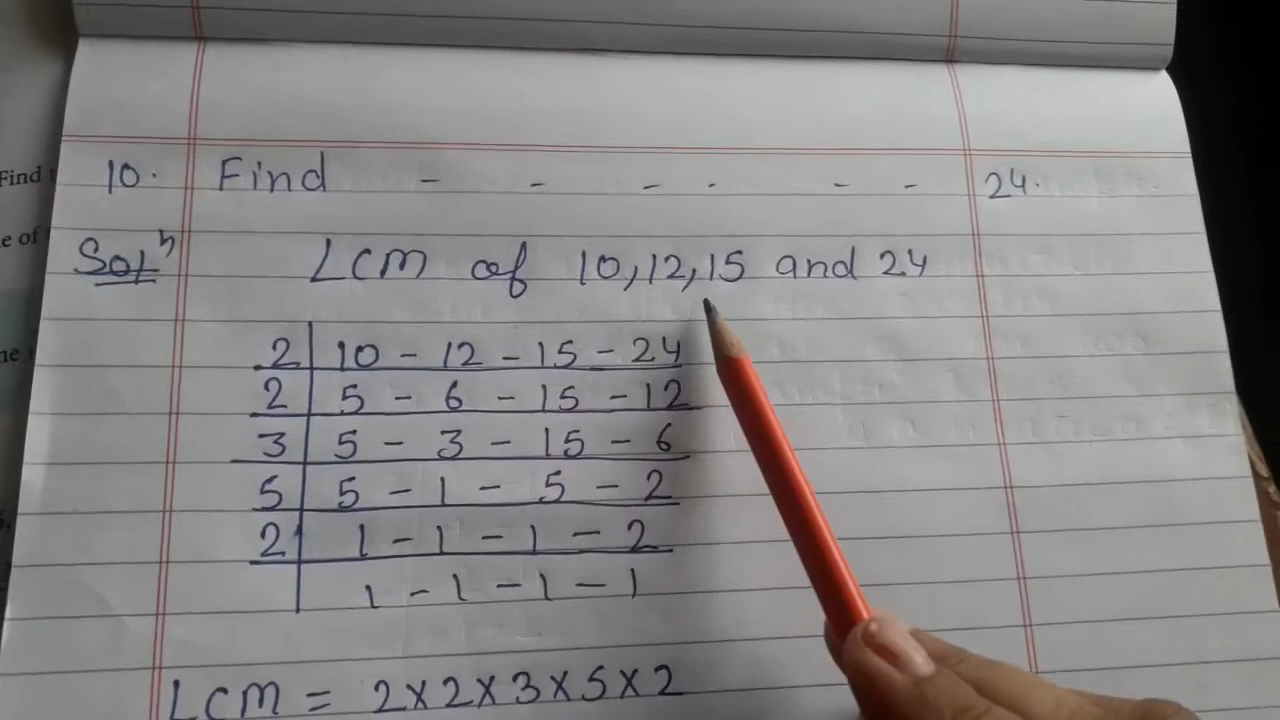 Find
e of
10. Find - - - - - - 24.
Solⁿ LCM of 10,12,15 and 24
2 | 10 - 12 - 15 - 24
2 | 5 - 6 - 15 - 12
3 | 5 - 3 - 15 - 6
5 | 5 - 1 - 5 - 2
2 | 1 - 1 - 1 - 2
1 - 1 - 1 - 1
LCM = 2×2×3×5×2